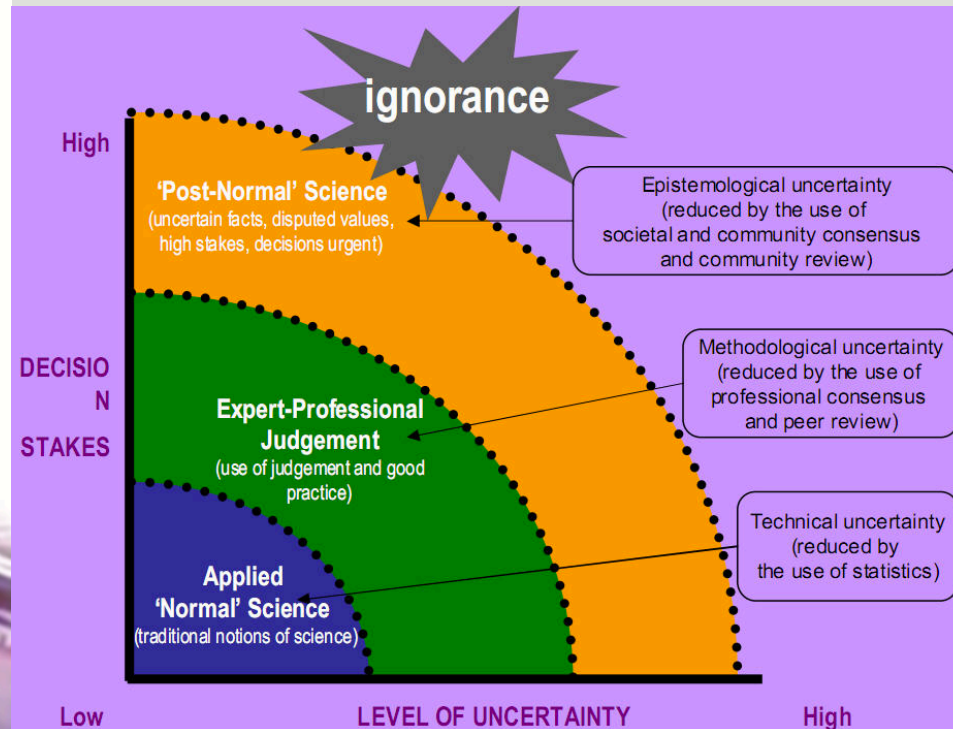 ignorance
High
‘Post-Normal’ Science
(uncertain facts, disputed values,
high stakes, decisions urgent)
Epistemological uncertainty
(reduced by the use of
societal and community consensus
and community review)
DECISIO
N
STAKES
Methodological uncertainty
(reduced by the use of
professional consensus
and peer review)
Expert-Professional
Judgement
(use of judgement and good
practice)
Technical uncertainty
(reduced by
the use of statistics)
Applied
‘Normal’ Science
(traditional notions of science)
Low
LEVEL OF UNCERTAINTY
High